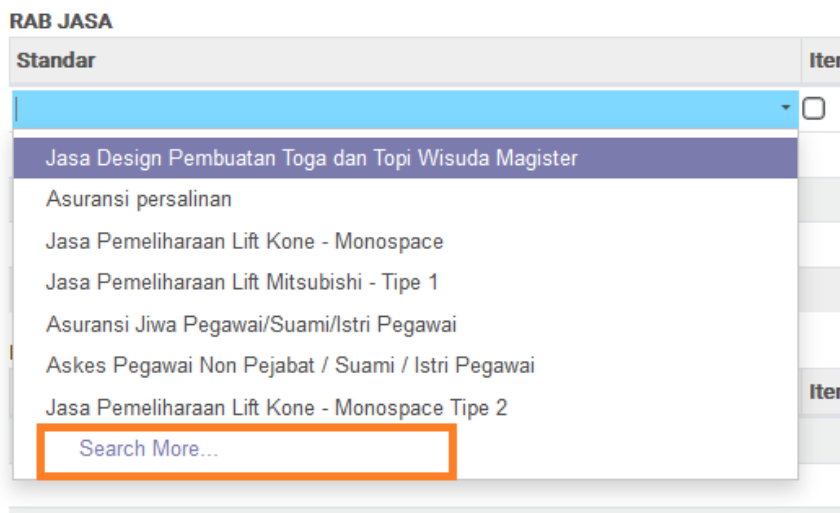 RAB JASA
Standar
Jasa Design Pembuatan Toga dan Topi Wisuda Magister
Asuransi persalinan
Jasa Pemeliharaan Lift Kone - Monospace
Jasa Pemeliharaan Lift Mitsubishi - Tipe 1
Asuransi Jiwa Pegawai/Suami/Istri Pegawai
Askes Pegawai Non Pejabat / Suami / Istri Pegawai
Jasa Pemeliharaan Lift Kone - Monospace Tipe 2
Search More...